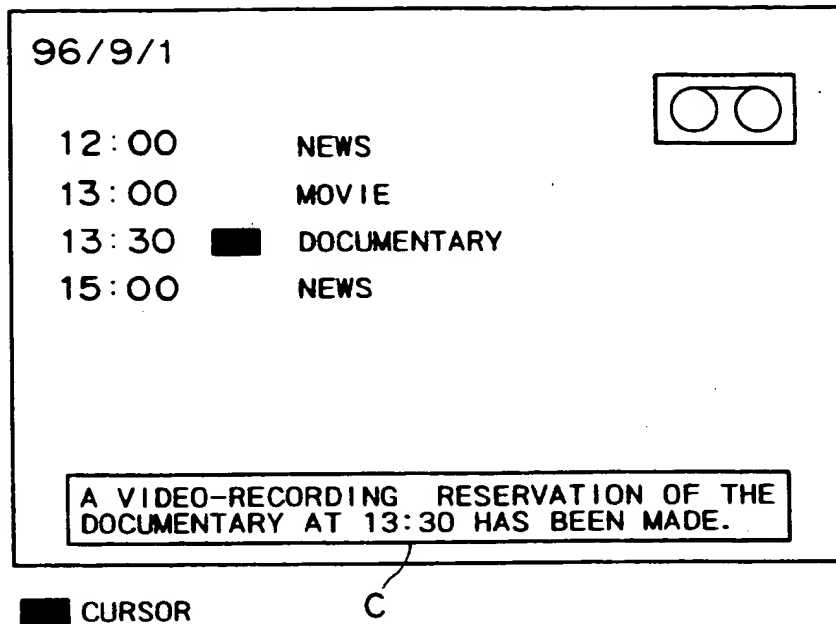 96/9/1
12:00 NEWS
13:00 MOVIE
13:30 DOCUMENTARY
15:00 NEWS
A VIDEO-RECORDING RESERVATION OF THE
DOCUMENTARY AT 13:30 HAS BEEN MADE.
CURSOR
C